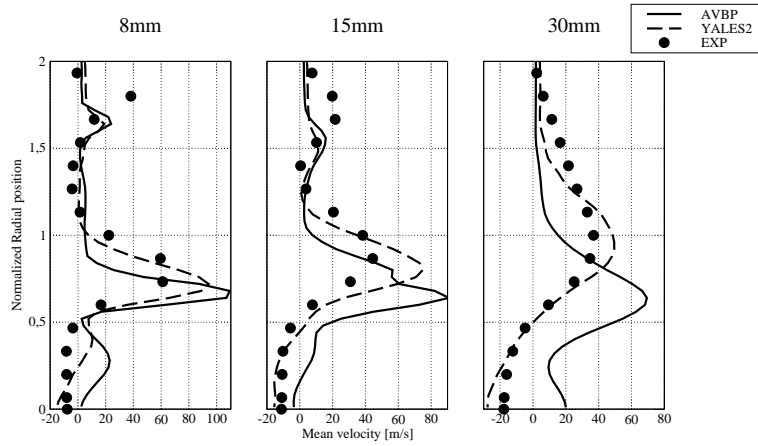 8mm
15mm
30mm
AVBP
YALES2
EXP
Normalized Radial position
2
1,5
1
0,5
0
-20 0 20 40 60 80 100
-20 0 20 40 60 80
-20 0 20 40 60 80
Mean velocity [m/s]